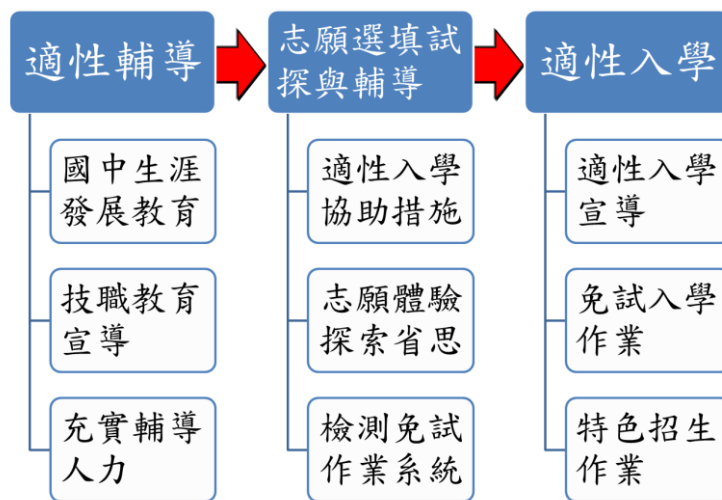 適性輔導
國中生涯
發展教育
技職教育
宣導
充實輔導
人力
志願選填試
探與輔導
適性入學
協助措施
志願體驗
探索省思
檢測免試
作業系統
適性入學
適性入學
宣導
免試入學
作業
特色招生
作業